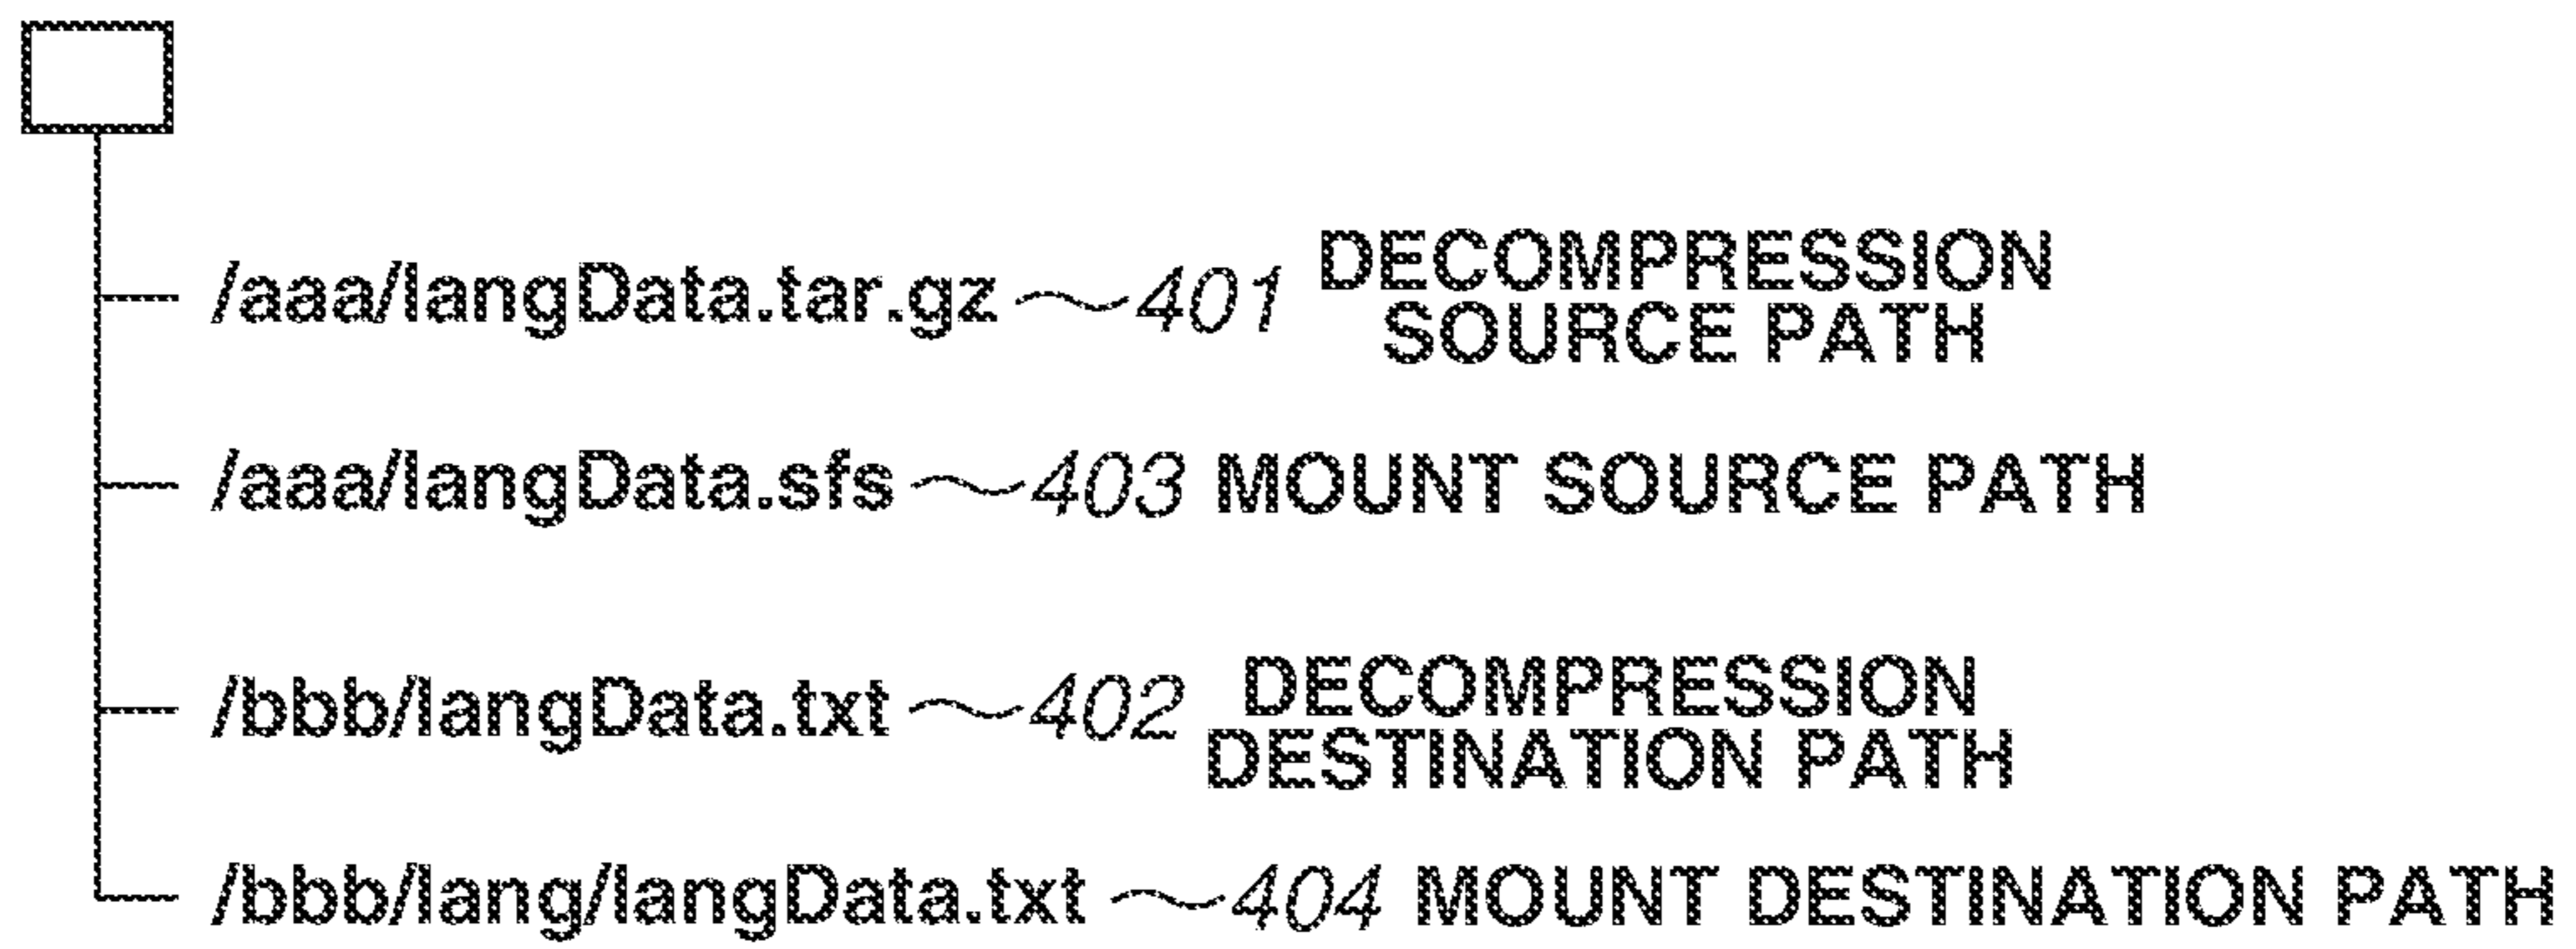 /aaa/langData.tar.gz 401 DECOMPRESSION
SOURCE PATH
/aaa/langData.sfs 403 MOUNT SOURCE PATH
/bbb/langData.txt 402 DECOMPRESSION
DESTINATION PATH
/bbb/lang/langData.txt 404 MOUNT DESTINATION PATH